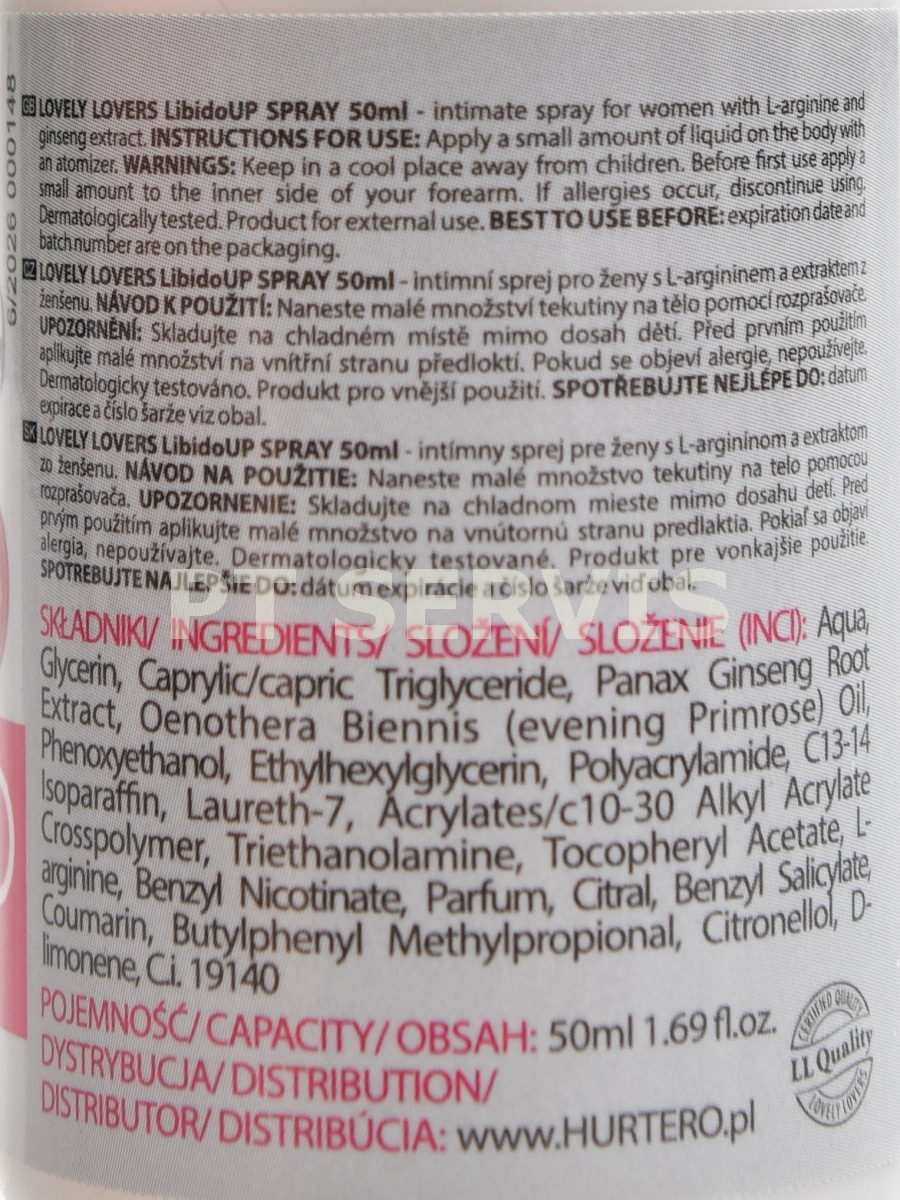 6/2026 000148
GB LOVELY LOVERS LibidoUP SPRAY 50ml - intimate spray for women with L-arginine and
ginseng extract. INSTRUCTIONS FOR USE: Apply a small amount of liquid on the body with
an atomizer. WARNINGS: Keep in a cool place away from children. Before first use apply a
small amount to the inner side of your forearm. If allergies occur, discontinue using.
Dermatologically tested. Product for external use. BEST TO USE BEFORE: expiration date and
batch number are on the packaging.
CZ LOVELY LOVERS LibidoUP SPRAY 50ml - intimní sprej pro ženy s L-argininem a extraktem z
ženšenu. NÁVOD K POUŽITÍ: Naneste malé množství tekutiny na tělo pomocí rozprašovače.
UPOZORNĚNÍ: Skladujte na chladném místě mimo dosah dětí. Před prvním použitím
aplikujte malé množství na vnítřní stranu předloktí. Pokud se objeví alergie, nepoužívejte.
Dermatologicky testováno. Produkt pro vnější použití. SPOTŘEBUJTE NEJLÉPE DO: datum
expirace a číslo šarže viz obal.
SK LOVELY LOVERS LibidoUP SPRAY 50ml - intímny sprej pre ženy s L-arginínom a extraktom
zo ženšenu. NÁVOD NA POUŽITIE: Naneste malé množstvo tekutiny na telo pomocou
rozprašovača. UPOZORNENIE: Skladujte na chladnom mieste mimo dosahu detí. Pred
prvým použitím aplikujte malé množstvo na vnútornú stranu predlaktia. Pokiaľ sa objaví
alergia, nepoužívajte. Dermatologicky testované. Produkt pre vonkajšie použitie.
SPOTREBUJTE NAJLEPŠIE DO: dátum expirácie a číslo šarže viď obal.
PT SERVIS
SKŁADNIKI/ INGREDIENTS/ SLOŽENÍ/ SLOŽENIE (INCI): Aqua,
Glycerin, Caprylic/capric Triglyceride, Panax Ginseng Root
Extract, Oenothera Biennis (evening Primrose) Oil,
Phenoxyethanol, Ethylhexylglycerin, Polyacrylamide, C13-14
Isoparaffin, Laureth-7, Acrylates/c10-30 Alkyl Acrylate
Crosspolymer, Triethanolamine, Tocopheryl Acetate, L-
arginine, Benzyl Nicotinate, Parfum, Citral, Benzyl Salicylate,
Coumarin, Butylphenyl Methylpropional, Citronellol, D-
limonene, C.i. 19140
POJEMNOŚĆ/ CAPACITY/ OBSAH: 50ml 1.69 fl.oz.
DYSTRYBUCJA/ DISTRIBUTION/
DISTRIBUTOR/ DISTRIBÚCIA: www.HURTERO.pl
CERTIFIED QUALITY
LL Quality
LOVELY LOVERS